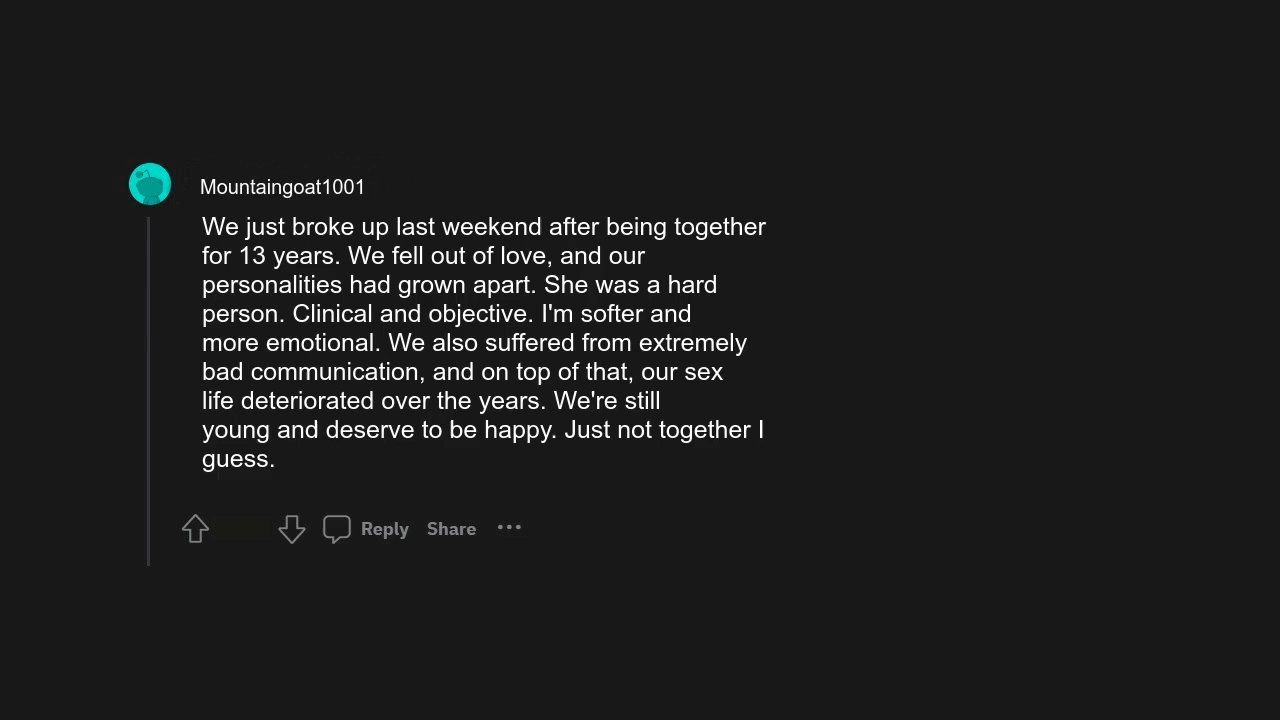 Mountaingoat1001
We just broke up last weekend after being together
for 13 years. We fell out of love, and our
personalities had grown apart. She was a hard
person. Clinical and objective. I'm softer and
more emotional. We also suffered from extremely
bad communication, and on top of that, our sex
life deteriorated over the years. We're still
young and deserve to be happy. Just not together I
guess.
Reply Share